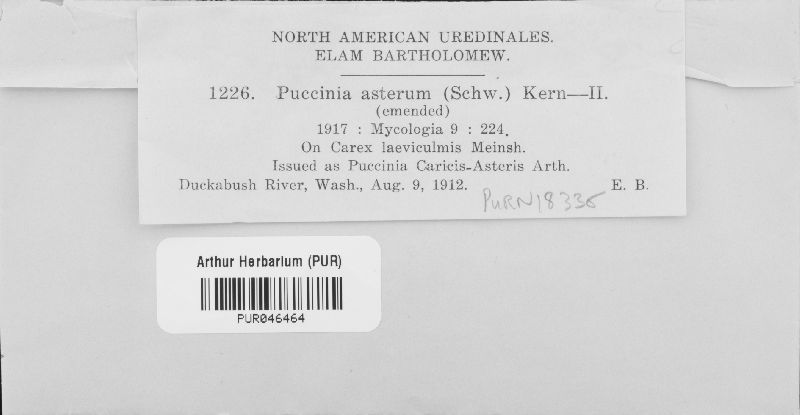 NORTH AMERICAN UREDINALES.
ELAM BARTHOLOMEW.
1226. Puccinia asterum (Schw.) Kern—II.
(emended)
1917 : Mycologia 9 : 224.
On Carex laeviculmis Meinsh.
Issued as Puccinia Caricis-Asteris Arth.
Duckabush River, Wash., Aug. 9, 1912. E. B.
PURN18336
Arthur Herbarium (PUR)
PUR046464